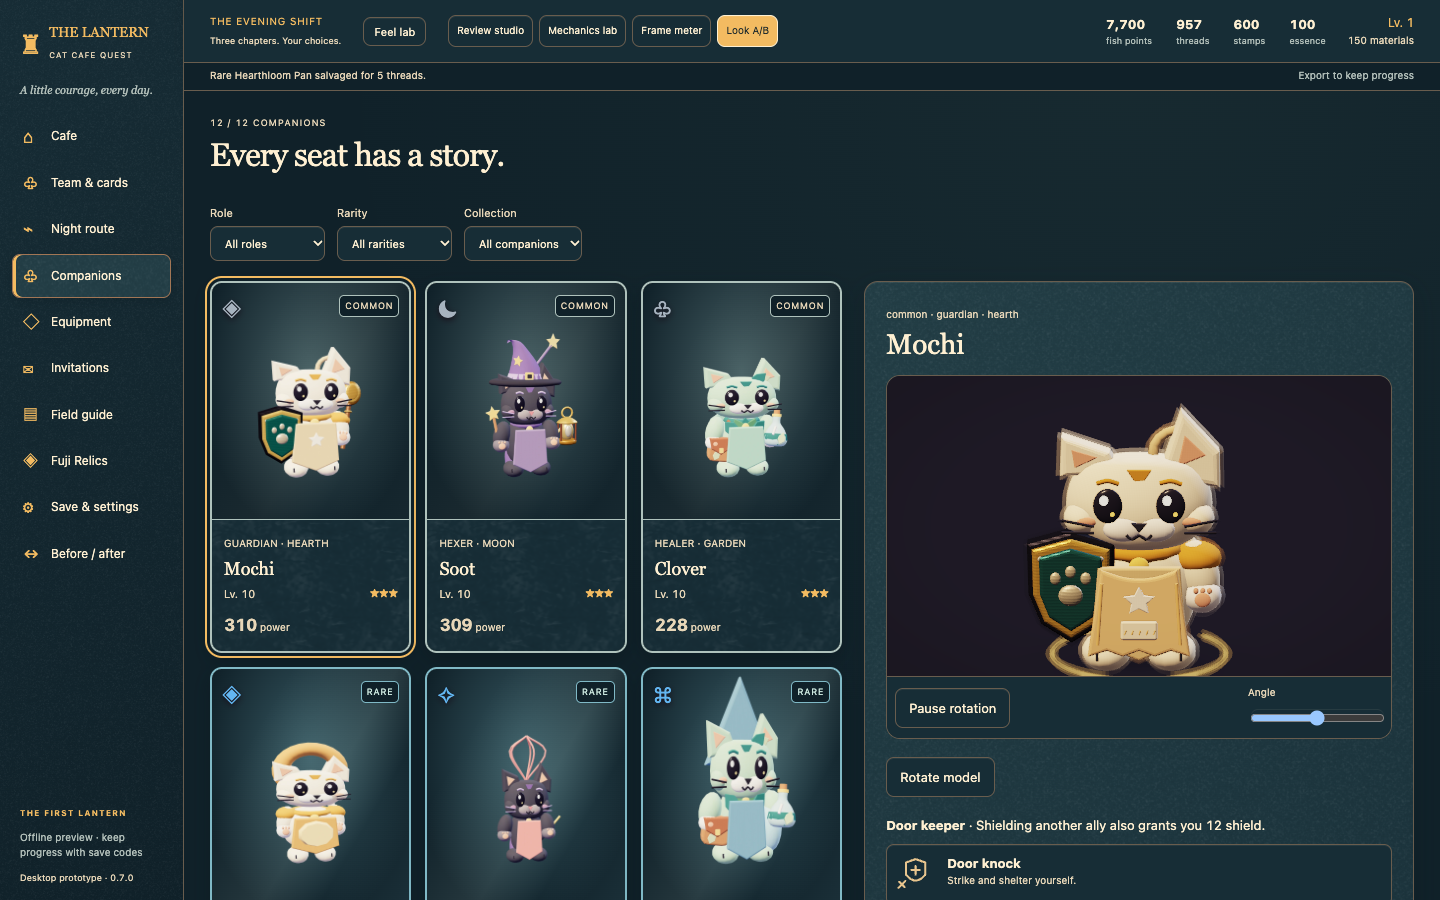 THE LANTERN
CAT CAFE QUEST
A little courage, every day.
Cafe
Team & cards
Night route
Companions
Equipment
Invitations
Field guide
Fuji Relics
Save & settings
Before / after
THE FIRST LANTERN
Offline preview · keep
progress with save codes
Desktop prototype · 0.7.0
THE EVENING SHIFT
Three chapters. Your choices.
Feel lab
Review studio
Mechanics lab
Frame meter
Look A/B
7,700
fish points
957
threads
600
stamps
100
essence
Lv. 1
150 materials
Rare Hearthloom Pan salvaged for 5 threads.
Export to keep progress
12 / 12 COMPANIONS
Every seat has a story.
Role
All roles
Rarity
All rarities
Collection
All companions
COMMON
GUARDIAN · HEARTH
Mochi
Lv. 10
310 power
COMMON
HEXER · MOON
Soot
Lv. 10
309 power
COMMON
HEALER · GARDEN
Clover
Lv. 10
228 power
RARE
RARE
RARE
common · guardian · hearth
Mochi
Pause rotation
Angle
Rotate model
Door keeper · Shielding another ally also grants you 12 shield.
Door knock
Strike and shelter yourself.